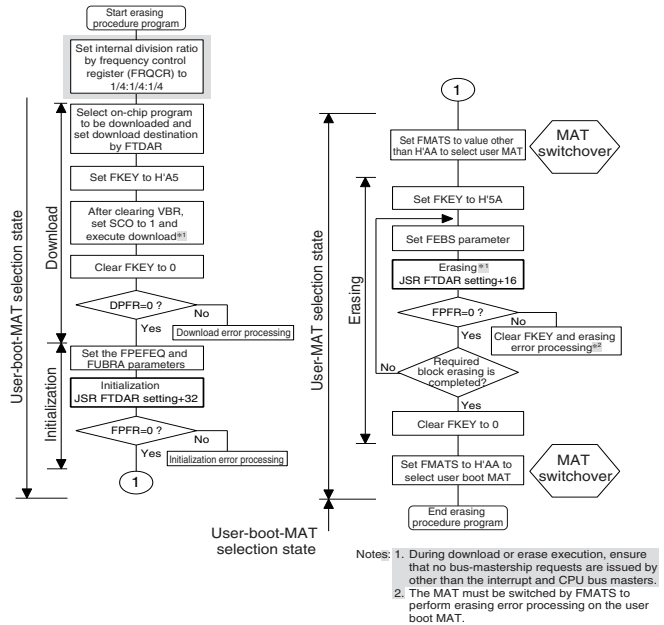 Start erasing
procedure program
Set internal division ratio
by frequency control
register (FRQCR) to
1/4:1/4:1/4
Select on-chip program
to be downloaded and
set download destination
by FTDAR
Set FKEY to H'A5
After clearing VBR,
set SCO to 1 and
execute download*1
Clear FKEY to 0
DPFR=0 ?
No
Yes
Download error processing
Set the FPEFEQ and
FUBRA parameters
Initialization
JSR FTDAR setting+32
FPFR=0 ?
No
Yes
Initialization error processing
1
User-boot-MAT selection state
Download
Initialization
1
Set FMATS to value other
than H'AA to select user MAT
MAT
switchover
Set FKEY to H'5A
Set FEBS parameter
Erasing*1
JSR FTDAR setting+16
FPFR=0 ?
No
Yes
Clear FKEY and erasing
error processing*2
No
Required
block erasing is
completed?
Yes
Clear FKEY to 0
Set FMATS to H'AA to
select user boot MAT
MAT
switchover
End erasing
procedure program
User-MAT selection state
Erasing
User-boot-MAT
selection state
Notes: 1. During download or erase execution, ensure
that no bus-mastership requests are issued by
other than the interrupt and CPU bus masters.
2. The MAT must be switched by FMATS to
perform erasing error processing on the user
boot MAT.